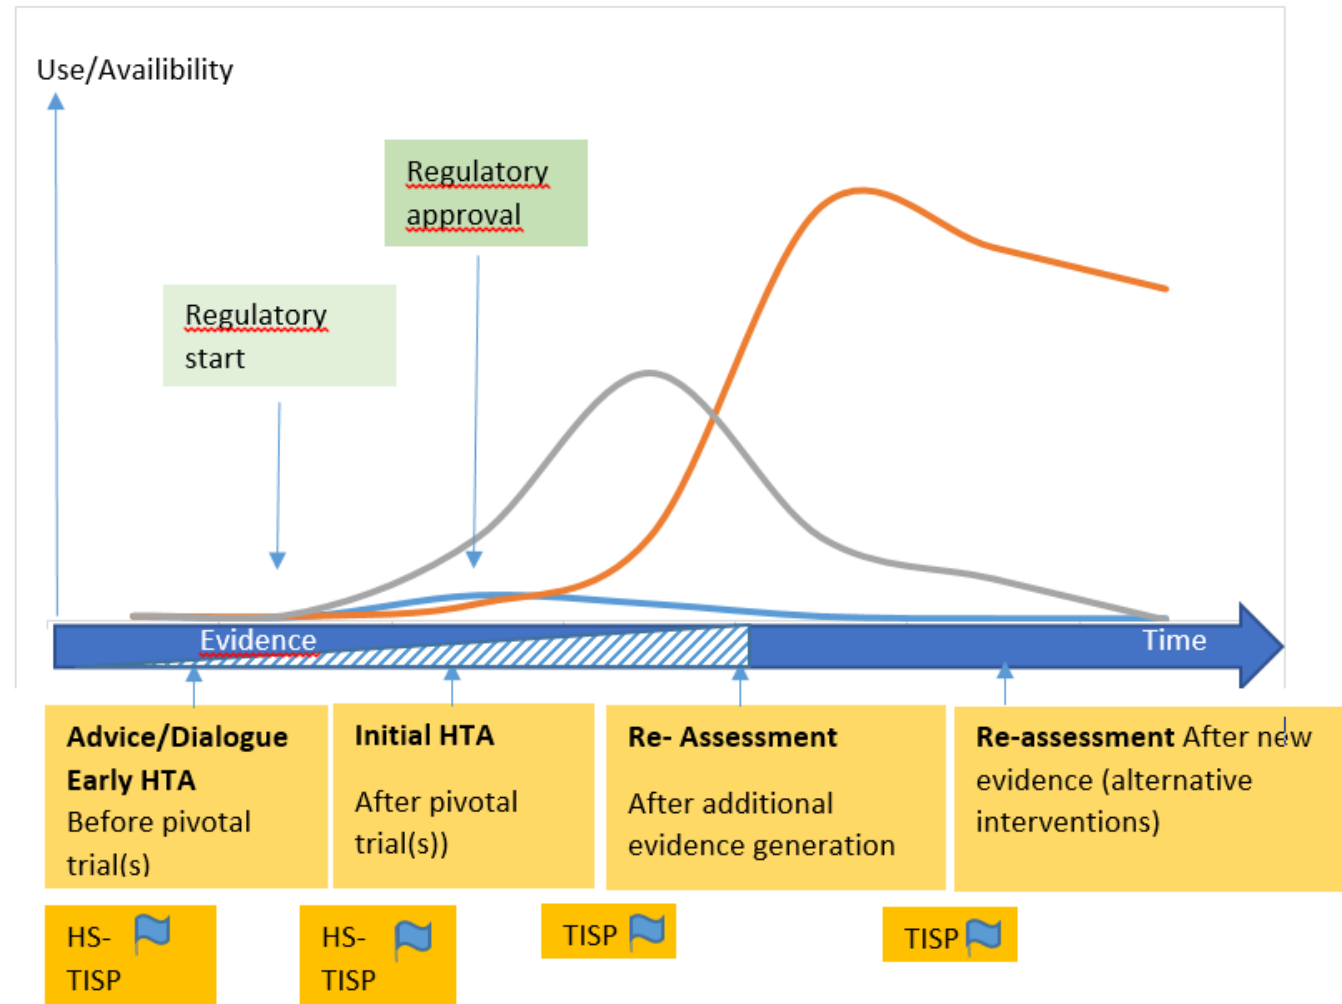 Use/Availibility
Regulatory
approval
Regulatory
start
Evidence
Time
Advice/Dialogue
Early HTA
Before pivotal
trial(s)
Initial HTA
After pivotal
trial(s))
Re- Assessment
After additional
evidence generation
Re-assessment After new
evidence (alternative
interventions)
HS-
TISP
HS-
TISP
TISP
TISP